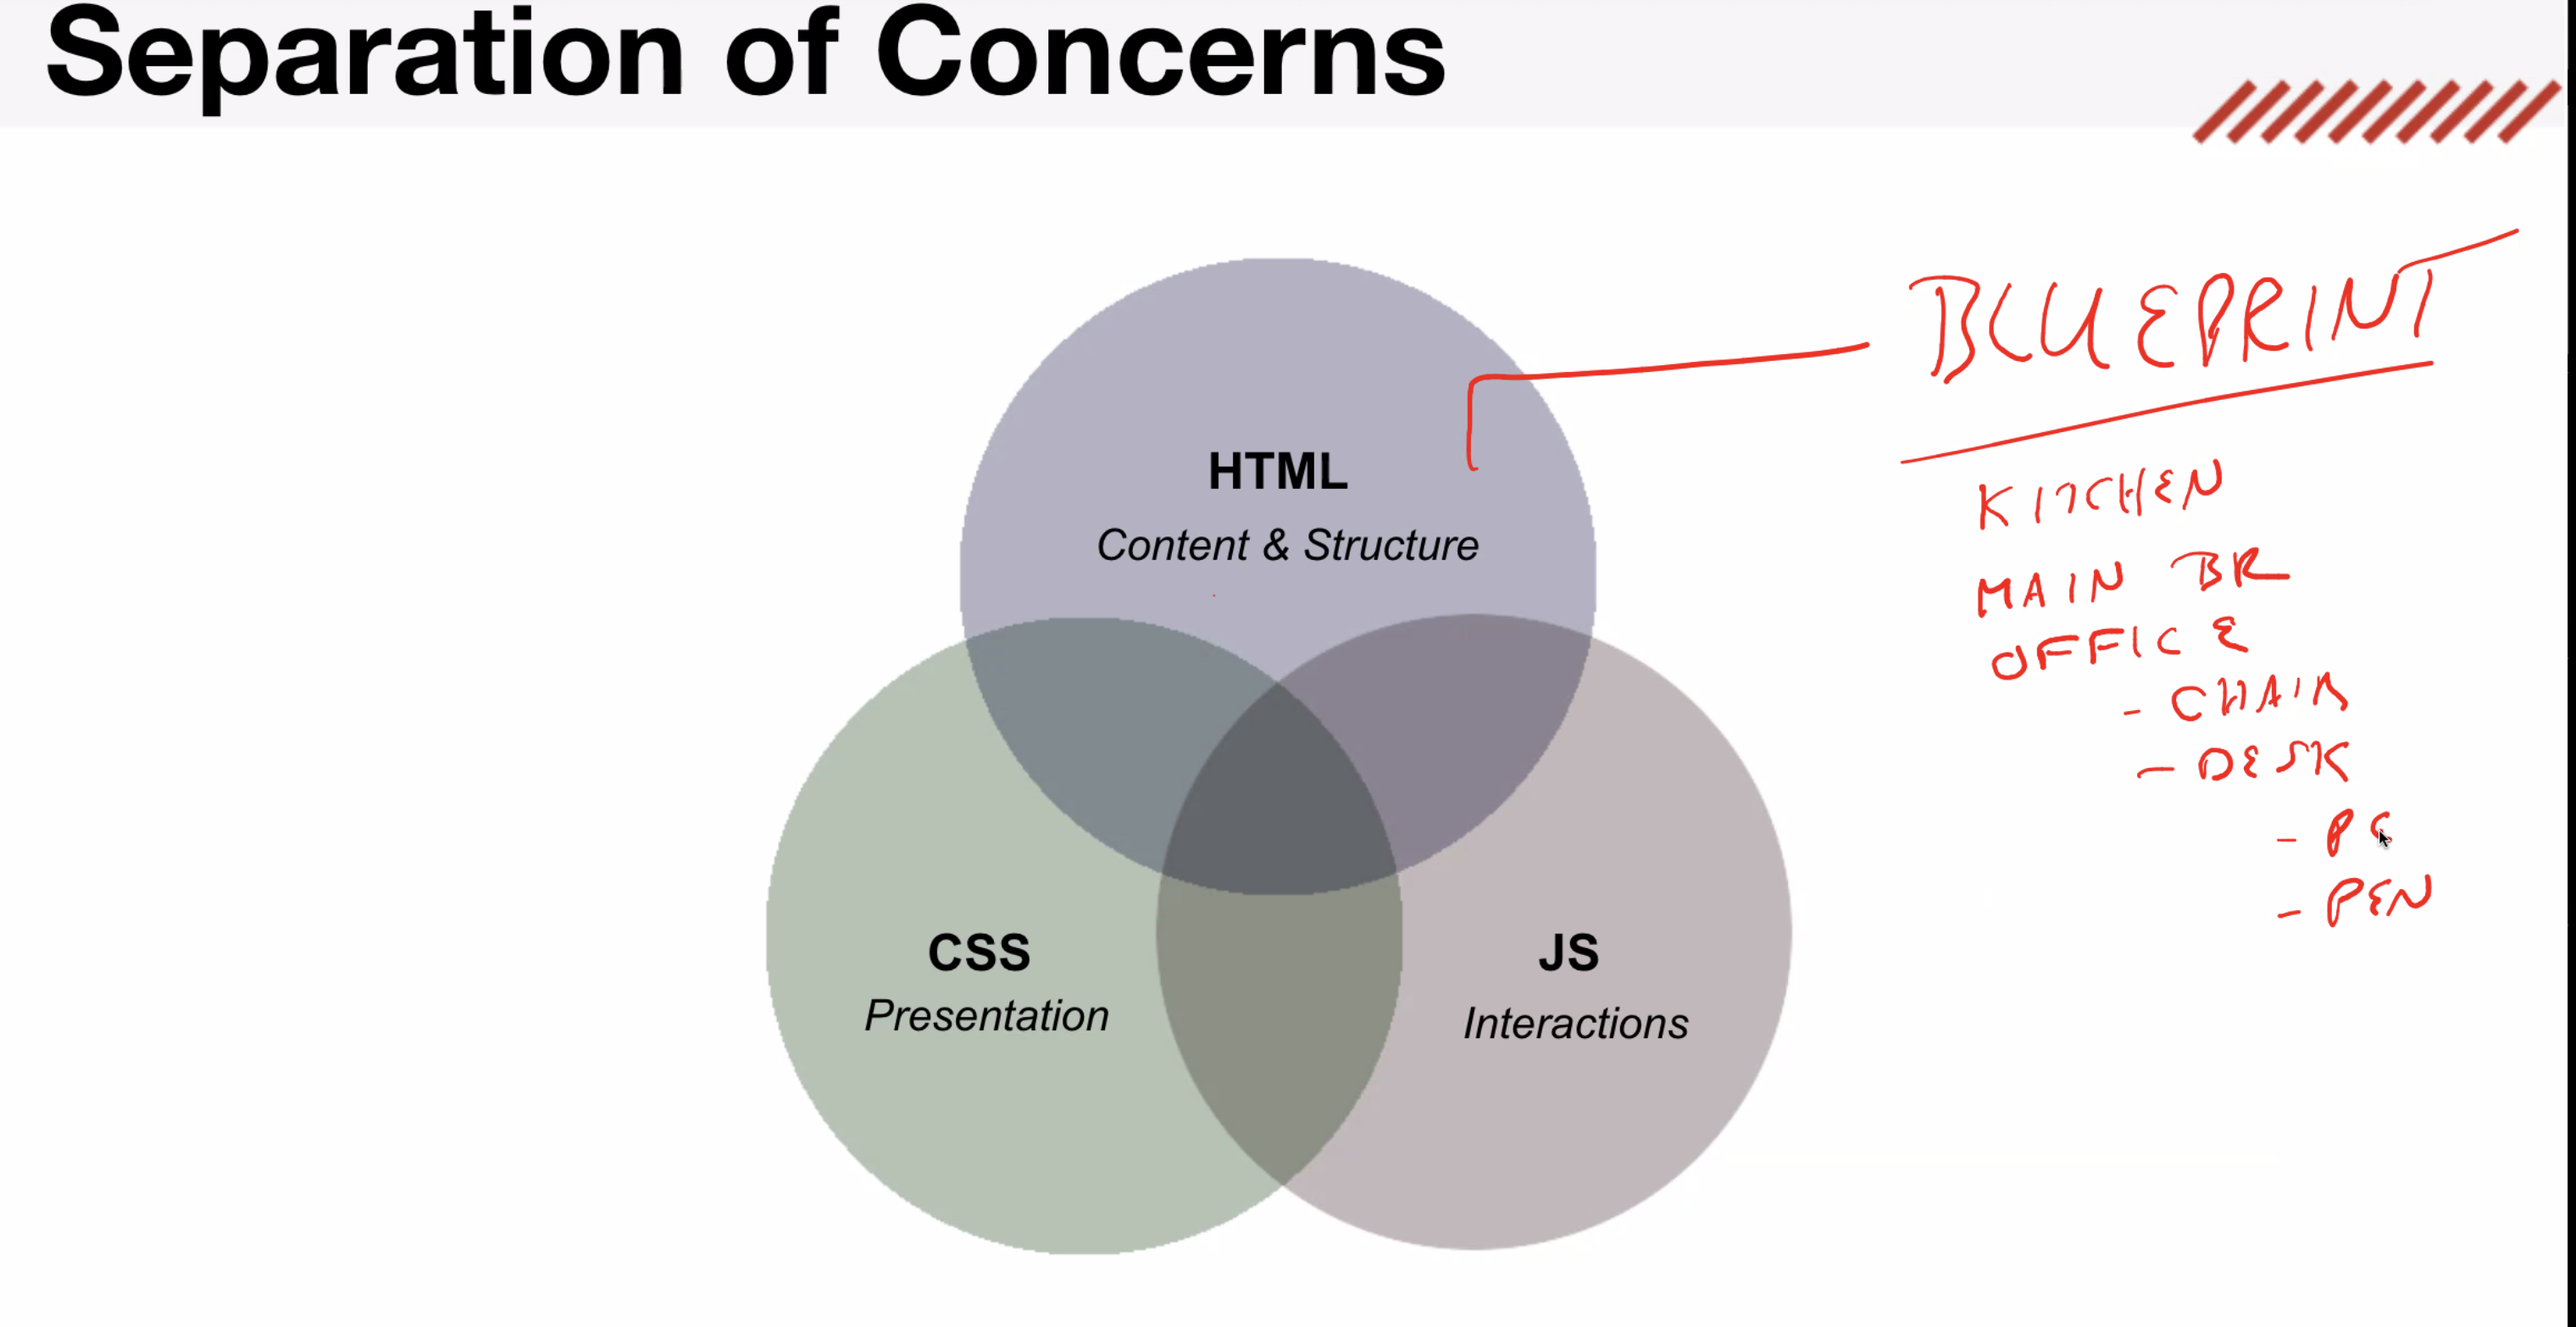 Separation of Concerns
HTML
Content & Structure
CSS
Presentation
JS
Interactions
BLUEPRINT
KITCHEN
MAIN BR
OFFICE
- CHAIR
- DESK
- PC
- PEN